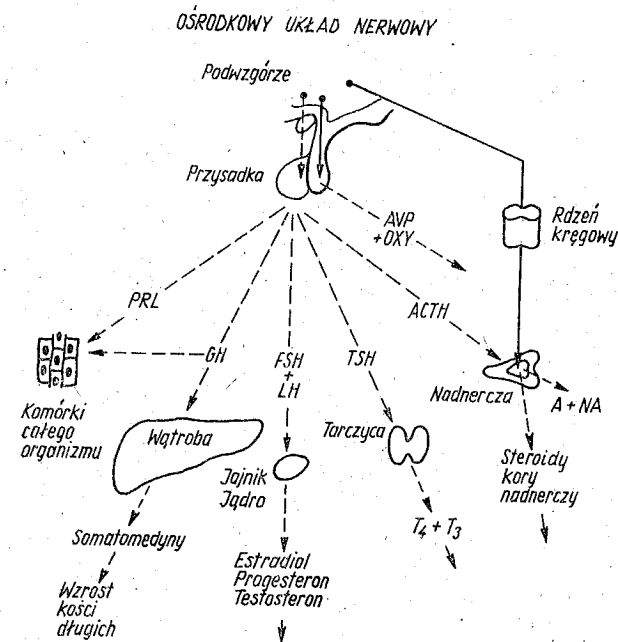 OŚRODKOWY UKŁAD NERWOWY
Podwzgórze
Przysadka
AVP
+OXY
Rdzeń
kręgowy
PRL
ACTH
GH
FSH
+
LH
TSH
Komórki
całego
organizmu
Wątroba
Jajnik
Jądro
Tarczyca
Nadnercza
A + NA
Steroidy
kory
nadnerczy
Somatomedyny
T4 + T3
Wzrost
kości
długich
Estradiol
Progesteron
Testosteron